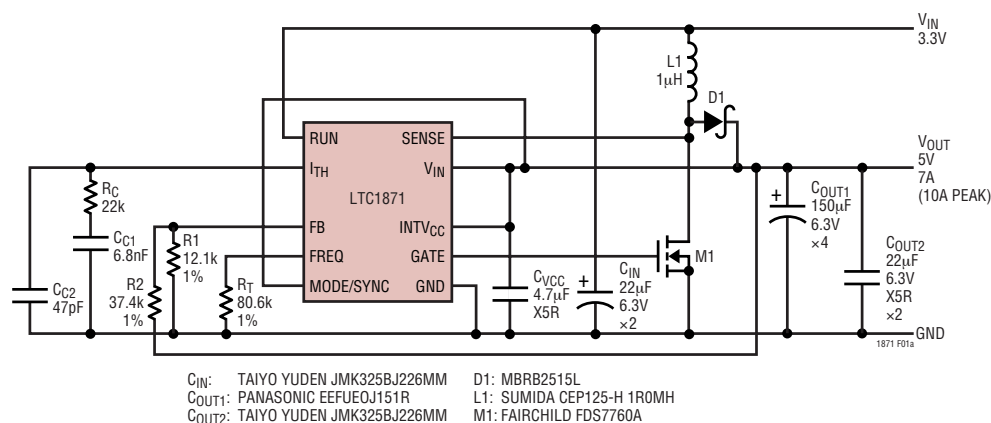 VIN
3.3V
L1
1µH
D1
RUN
SENSE
ITH
VIN
LTC1871
FB
INTVCC
FREQ
GATE
MODE/SYNC
GND
VOUT
5V
7A
(10A PEAK)
RC
22k
CC1
6.8nF
R1
12.1k
1%
R2
37.4k
1%
CC2
47pF
RT
80.6k
1%
CVCC
4.7µF
X5R
+
CIN
22µF
6.3V
×2
M1
+
COUT1
150µF
6.3V
×4
COUT2
22µF
6.3V
X5R
×2
GND
1871 F01a
CIN: TAIYO YUDEN JMK325BJ226MM
COUT1: PANASONIC EEFUEOJ151R
COUT2: TAIYO YUDEN JMK325BJ226MM
D1: MBRB2515L
L1: SUMIDA CEP125-H 1R0MH
M1: FAIRCHILD FDS7760A